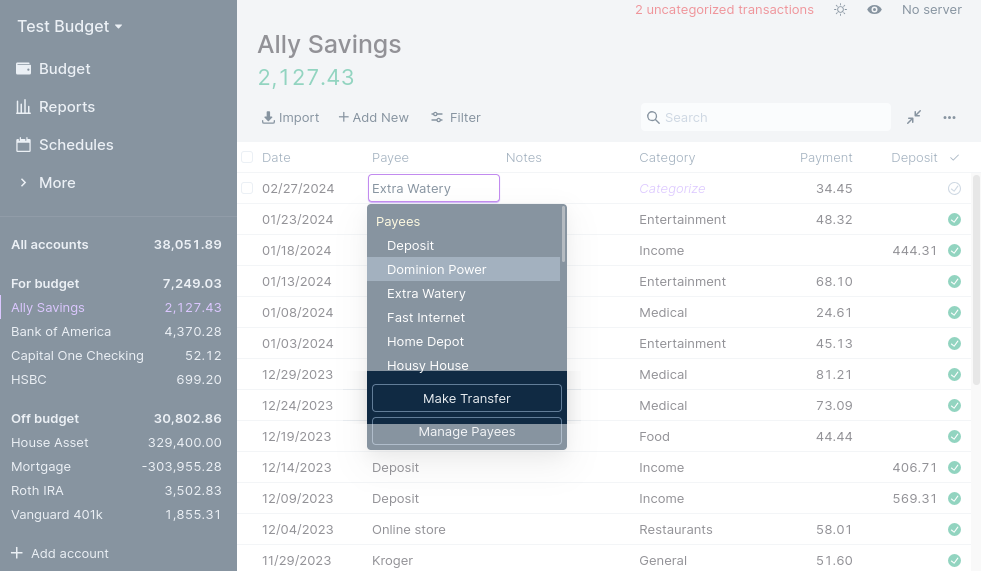 Test Budget
Budget
Reports
Schedules
More
All accounts 38,051.89
For budget 7,249.03
Ally Savings 2,127.43
Bank of America 4,370.28
Capital One Checking 52.12
HSBC 699.20
Off budget 30,802.86
House Asset 329,400.00
Mortgage -303,955.28
Roth IRA 3,502.83
Vanguard 401k 1,855.31
Add account
2 uncategorized transactions No server
Ally Savings
2,127.43
Import Add New Filter Search
Date Payee Notes Category Payment Deposit
02/27/2024 Extra Watery Categorize 34.45
01/23/2024 Entertainment 48.32
01/18/2024 Income 444.31
01/13/2024 Entertainment 68.10
01/08/2024 Medical 24.61
01/03/2024 Entertainment 45.13
12/29/2023 Medical 81.21
12/24/2023 Medical 73.09
12/19/2023 Food 44.44
12/14/2023 Deposit Income 406.71
12/09/2023 Deposit Income 569.31
12/04/2023 Online store Restaurants 58.01
11/29/2023 Kroger General 51.60
Payees
Deposit
Dominion Power
Extra Watery
Fast Internet
Home Depot
Housy House
Make Transfer
Manage Payees